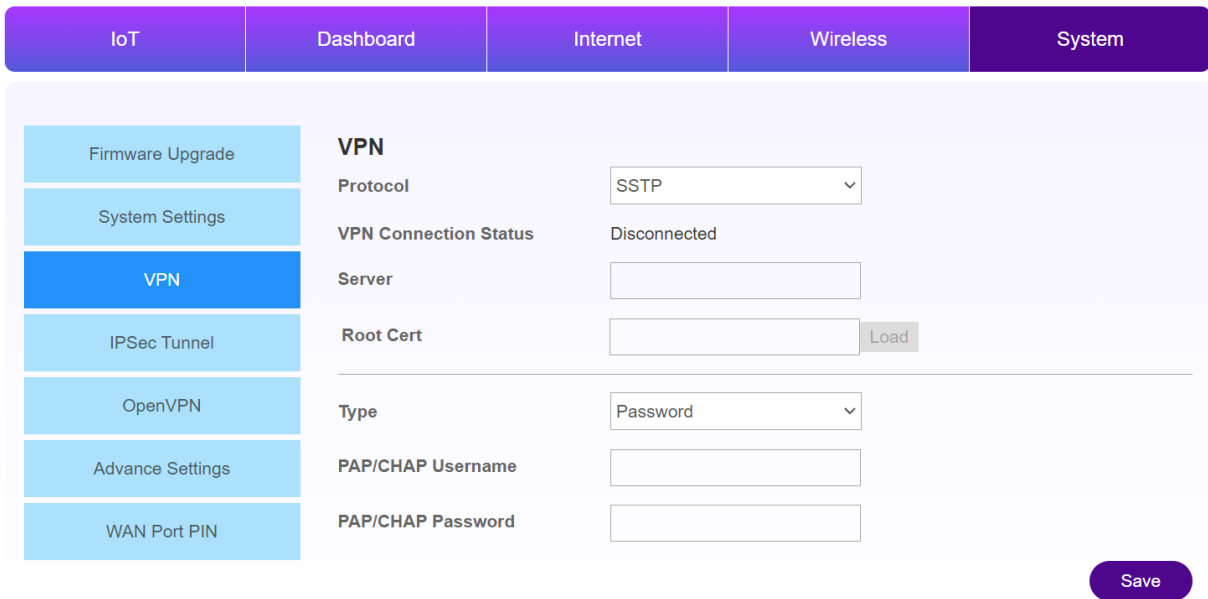 IoT Dashboard Internet Wireless System
Firmware Upgrade
System Settings
VPN
IPSec Tunnel
OpenVPN
Advance Settings
WAN Port PIN
VPN
Protocol SSTP
VPN Connection Status Disconnected
Server
Root Cert Load
Type Password
PAP/CHAP Username
PAP/CHAP Password
Save